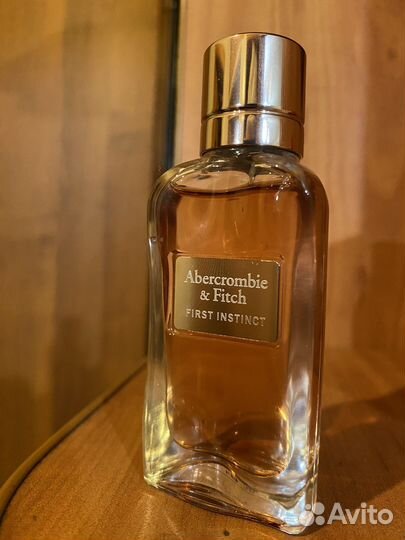 Abercrombie
& Fitch
FIRST INSTINCT
Avito